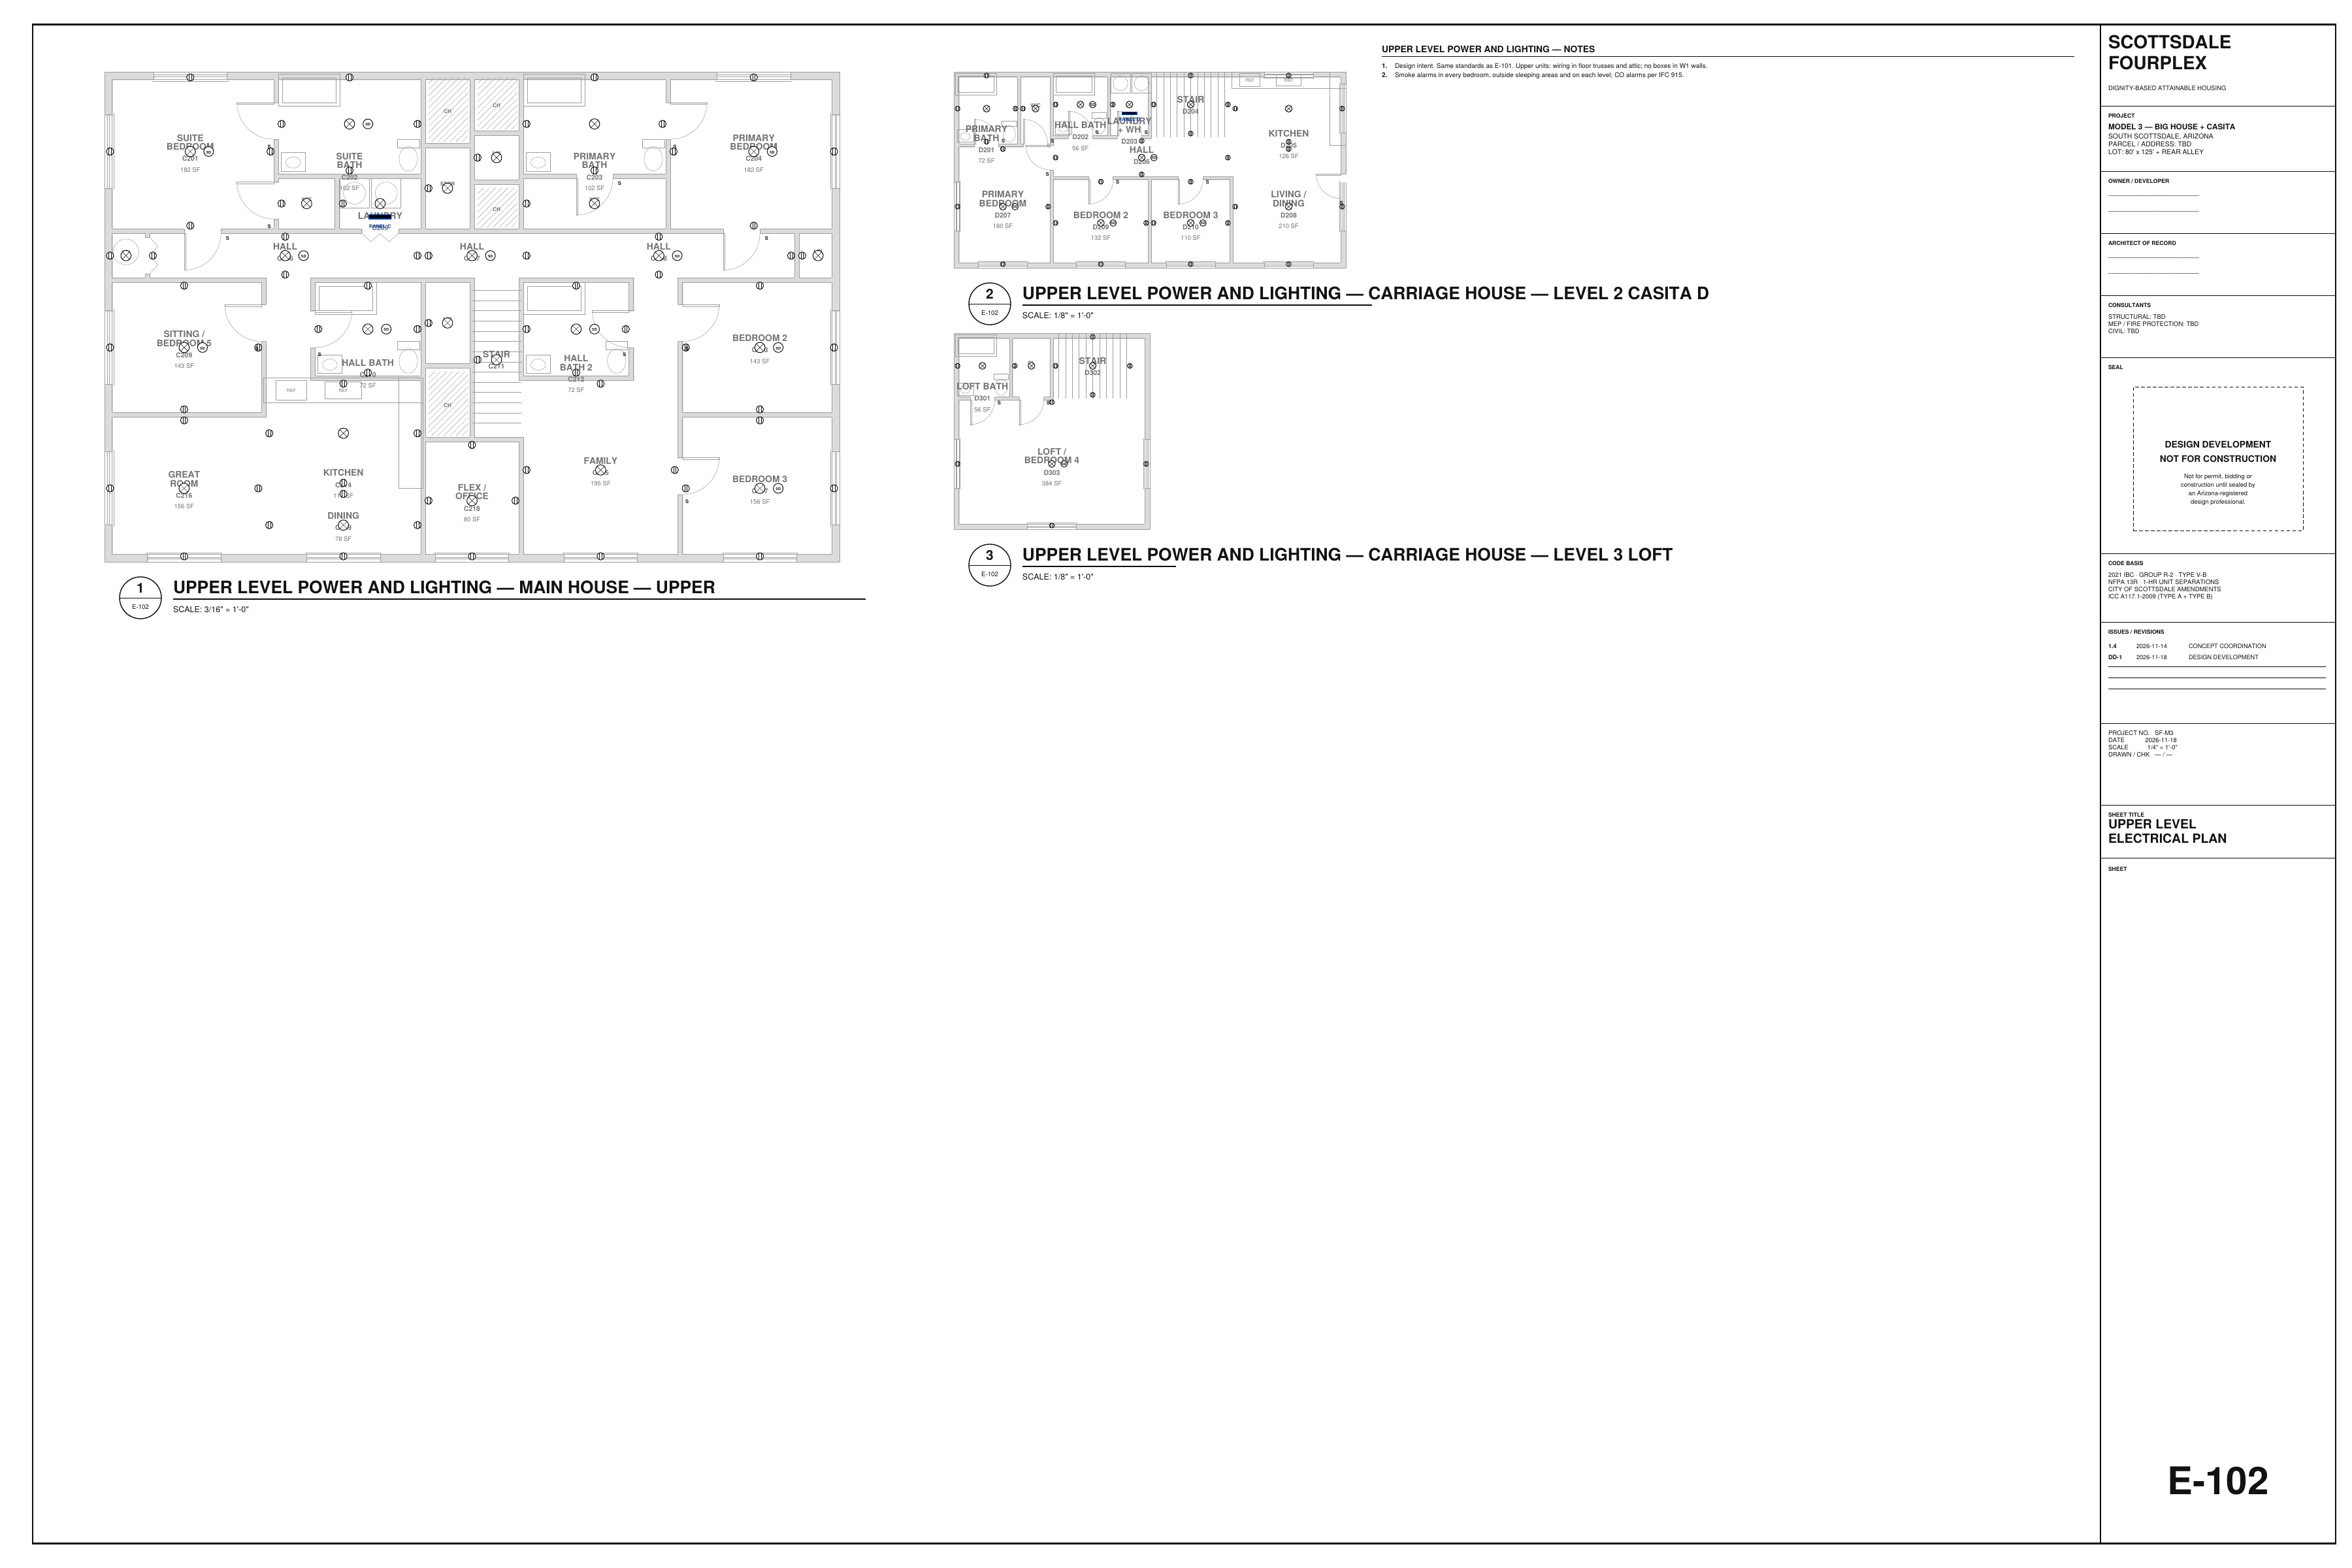 SUITE
BEDROOM
C201
182 SF
SUITE
BATH
C202
102 SF
CH
CH
CH
PRIMARY
BATH
C203
102 SF
PRIMARY
BEDROOM
C204
182 SF
LAUNDRY
PANEL C
HALL
HALL
HALL
SD
S
SITTING /
BEDROOM 5
C209
143 SF
HALL BATH
72 SF
STAIR
C211
HALL
BATH 2
C212
72 SF
BEDROOM 2
143 SF
REF
REF
CH
GREAT
ROOM
C216
156 SF
KITCHEN
DINING
78 SF
FLEX /
OFFICE
C218
80 SF
FAMILY
195 SF
BEDROOM 3
156 SF
1
E-102
UPPER LEVEL POWER AND LIGHTING — MAIN HOUSE — UPPER
SCALE: 3/16" = 1'-0"
PRIMARY
BATH
D201
72 SF
HALL BATH
D202
56 SF
LAUNDRY
+ WH
D203
STAIR
D204
HALL
D206
REF
REF
KITCHEN
126 SF
PRIMARY
BEDROOM
D207
180 SF
BEDROOM 2
D209
132 SF
BEDROOM 3
D210
110 SF
LIVING /
DINING
D208
210 SF
2
E-102
UPPER LEVEL POWER AND LIGHTING — CARRIAGE HOUSE — LEVEL 2 CASITA D
SCALE: 1/8" = 1'-0"
LOFT BATH
D301
56 SF
STAIR
D302
LOFT /
BEDROOM 4
D303
384 SF
3
E-102
UPPER LEVEL POWER AND LIGHTING — CARRIAGE HOUSE — LEVEL 3 LOFT
SCALE: 1/8" = 1'-0"
UPPER LEVEL POWER AND LIGHTING — NOTES
1. Design intent. Same standards as E-101. Upper units: wiring in floor trusses and attic; no boxes in W1 walls.
2. Smoke alarms in every bedroom, outside sleeping areas and on each level; CO alarms per IFC 915.
SCOTTSDALE
FOURPLEX
DIGNITY-BASED ATTAINABLE HOUSING
PROJECT
MODEL 3 — BIG HOUSE + CASITA
SOUTH SCOTTSDALE, ARIZONA
PARCEL / ADDRESS: TBD
LOT: 80' x 125' + REAR ALLEY
OWNER / DEVELOPER
ARCHITECT OF RECORD
CONSULTANTS
STRUCTURAL: TBD
MEP / FIRE PROTECTION: TBD
CIVIL: TBD
SEAL
DESIGN DEVELOPMENT
NOT FOR CONSTRUCTION
Not for permit, bidding or
construction until sealed by
an Arizona-registered
design professional.
CODE BASIS
2021 IBC · GROUP R-2 · TYPE V-B
NFPA 13R · 1-HR UNIT SEPARATIONS
CITY OF SCOTTSDALE AMENDMENTS
ICC A117.1-2009 (TYPE A + TYPE B)
ISSUES / REVISIONS
1.4 2026-11-14 CONCEPT COORDINATION
DD-1 2026-11-18 DESIGN DEVELOPMENT
PROJECT NO. SF-M3
DATE 2026-11-18
SCALE 1/4" = 1'-0"
DRAWN / CHK — / —
SHEET TITLE
UPPER LEVEL
ELECTRICAL PLAN
SHEET
E-102